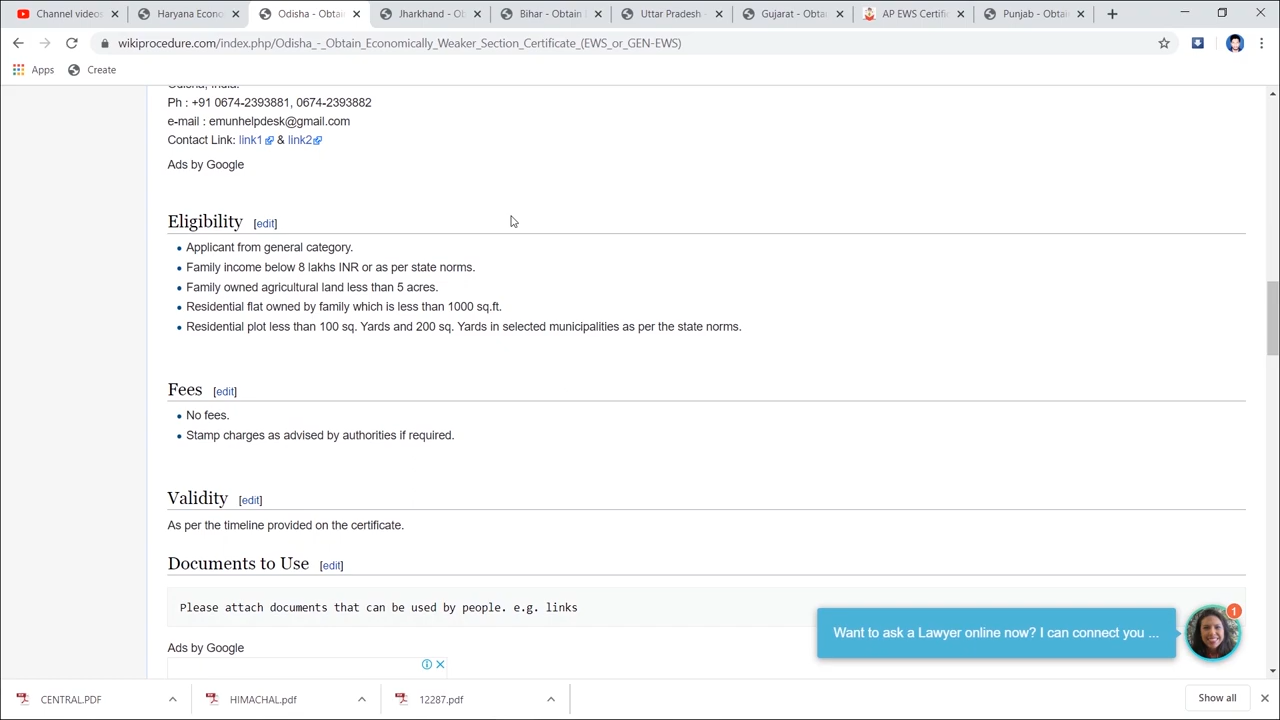 Channel videos
Haryana Econo
Odisha - Obtain
Jharkhand - Ob
Bihar - Obtain E
Uttar Pradesh -
Gujarat - Obtain
AP EWS Certific
Punjab - Obtain
wikiprocedure.com/index.php/Odisha_-_Obtain_Economically_Weaker_Section_Certificate_(EWS_or_GEN-EWS)
Apps Create
Odisha, India.
Ph : +91 0674-2393881, 0674-2393882
e-mail : emunhelpdesk@gmail.com
Contact Link: link1 & link2
Ads by Google
Eligibility [edit]
Applicant from general category.
Family income below 8 lakhs INR or as per state norms.
Family owned agricultural land less than 5 acres.
Residential flat owned by family which is less than 1000 sq.ft.
Residential plot less than 100 sq. Yards and 200 sq. Yards in selected municipalities as per the state norms.
Fees [edit]
No fees.
Stamp charges as advised by authorities if required.
Validity [edit]
As per the timeline provided on the certificate.
Documents to Use [edit]
Please attach documents that can be used by people. e.g. links
Want to ask a Lawyer online now? I can connect you ...
1
Ads by Google
CENTRAL.PDF
HIMACHAL.pdf
12287.pdf
Show all